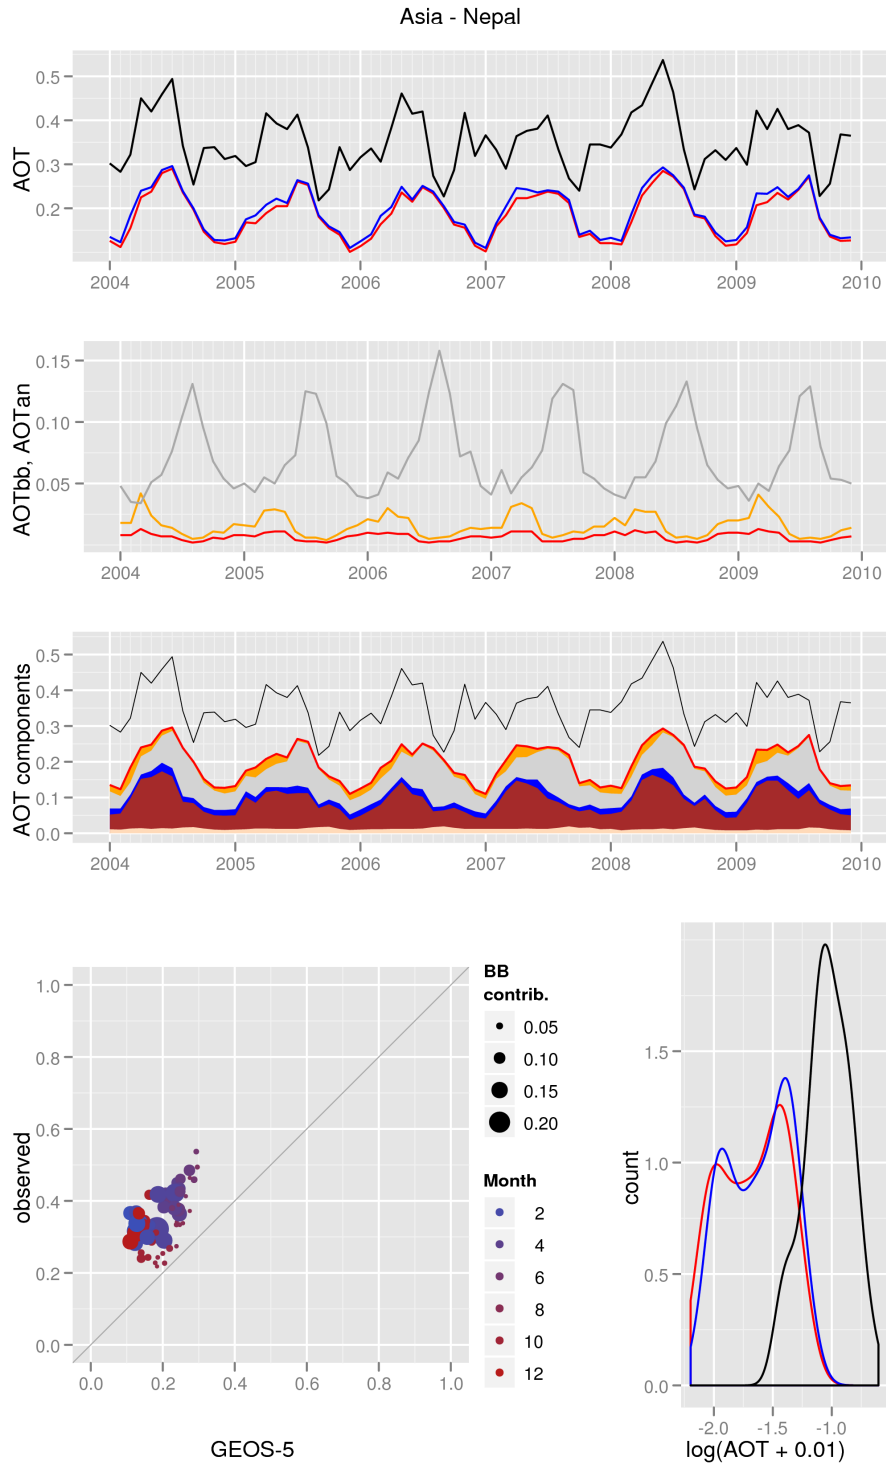 Asia - Nepal
AOT
0.5
0.4
0.3
0.2
2004 2005 2006 2007 2008 2009 2010
AOTbb, AOTan
0.15
0.10
0.05
2004 2005 2006 2007 2008 2009 2010
AOT components
0.5
0.4
0.3
0.2
0.1
0.0
2004 2005 2006 2007 2008 2009 2010
observed
1.0
0.8
0.6
0.4
0.2
0.0
0.0 0.2 0.4 0.6 0.8 1.0
GEOS-5
BB
contrib.
0.05
0.10
0.15
0.20
Month
2
4
6
8
10
12
count
1.5
1.0
0.5
0.0
-2.0 -1.5 -1.0
log(AOT + 0.01)